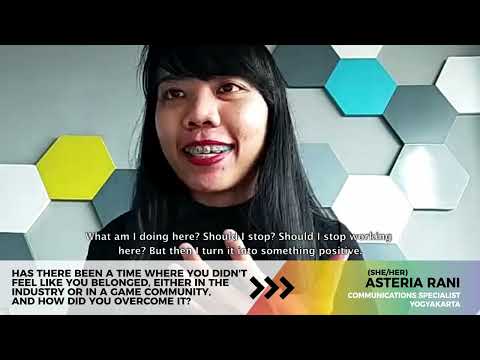 What am I doing here? Should I stop? Should I stop working
here? But then I turn it into something positive.
HAS THERE BEEN A TIME WHERE YOU DIDN'T
FEEL LIKE YOU BELONGED, EITHER IN THE
INDUSTRY OR IN A GAME COMMUNITY.
AND HOW DID YOU OVERCOME IT?
(SHE/HER)
ASTERIA RANI
COMMUNICATIONS SPECIALIST
YOGYAKARTA